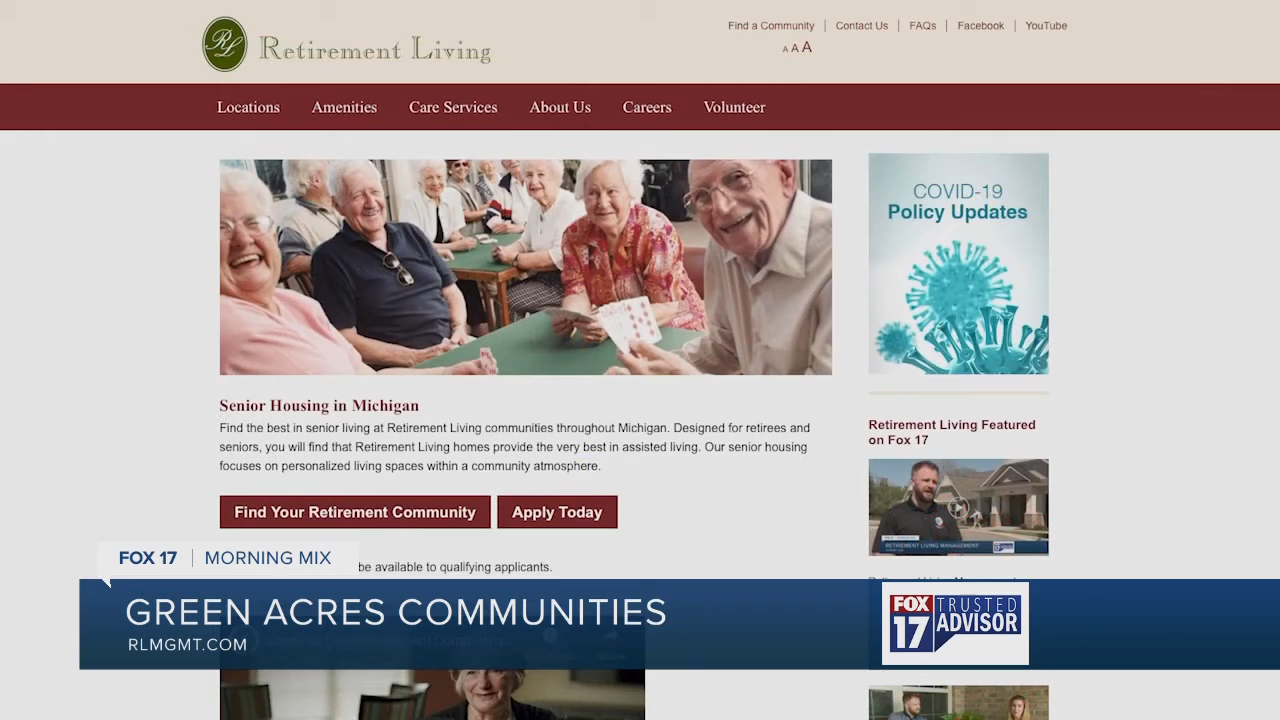 RL Retirement Living
Find a Community
Contact Us
FAQs
Facebook
YouTube
A A A
Locations
Amenities
Care Services
About Us
Careers
Volunteer
COVID-19
Policy Updates
Senior Housing in Michigan
Find the best in senior living at Retirement Living communities throughout Michigan. Designed for retirees and
seniors, you will find that Retirement Living homes provide the very best in assisted living. Our senior housing
focuses on personalized living spaces within a community atmosphere.
Find Your Retirement Community
Apply Today
be available to qualifying applicants.
Retirement Living Featured
on Fox 17
RETIREMENT LIVING MANAGEMENT
FOX 17 | MORNING MIX
GREEN ACRES COMMUNITIES
RLMGMT.COM
FOX
17
TRUSTED
ADVISOR